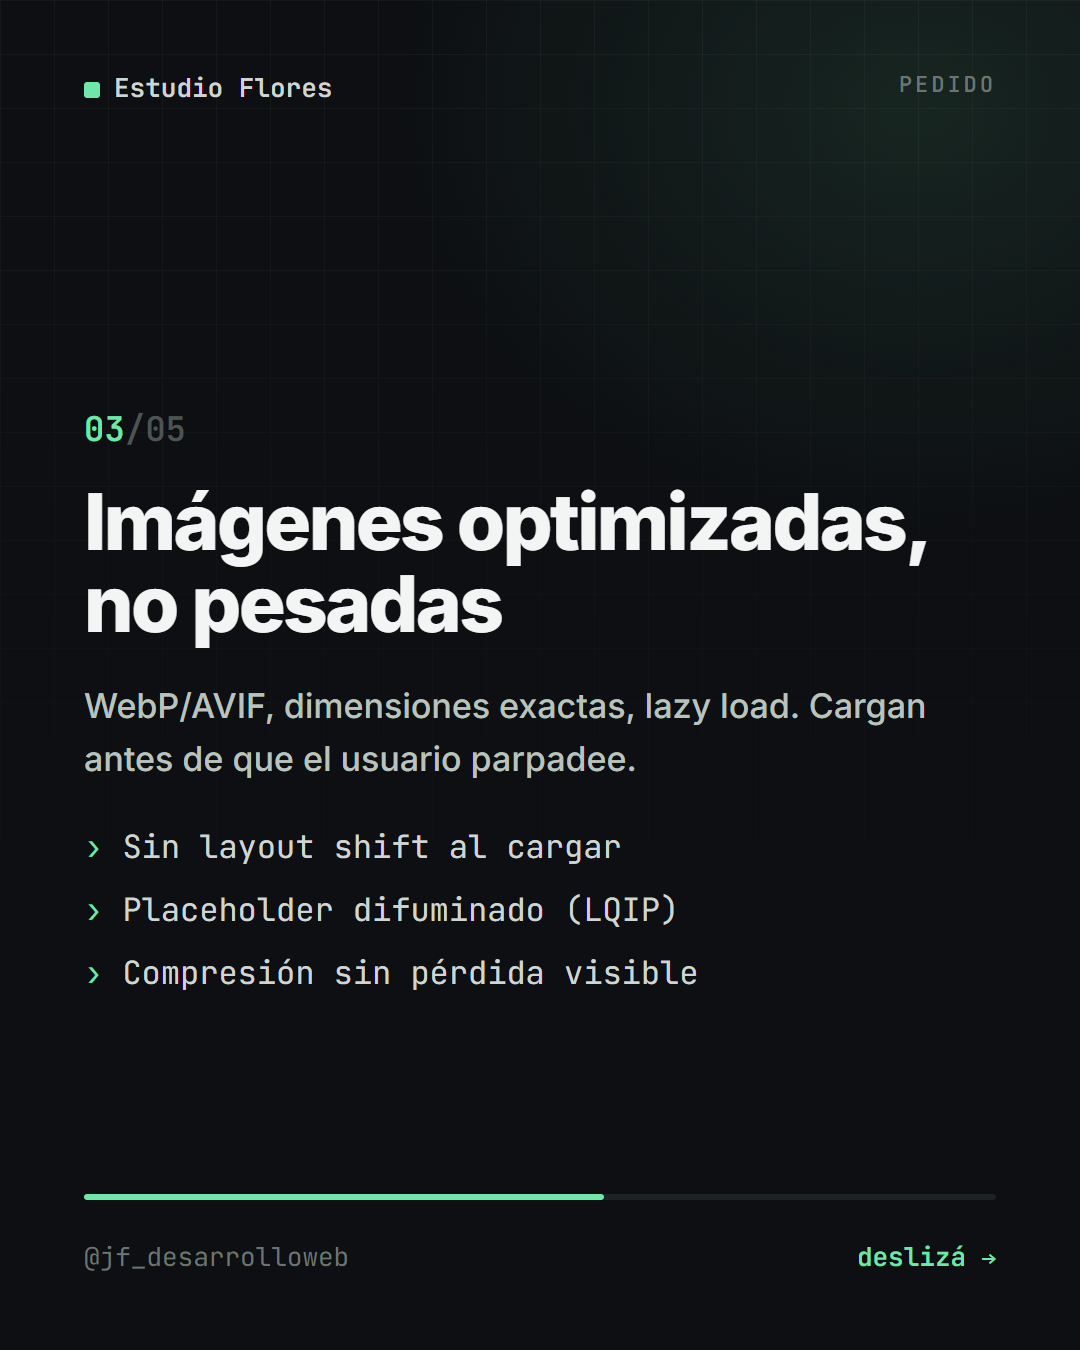 Estudio Flores
PEDIDO
03/05
Imágenes optimizadas,
no pesadas
WebP/AVIF, dimensiones exactas, lazy load. Cargan
antes de que el usuario parpadee.
› Sin layout shift al cargar
› Placeholder difuminado (LQIP)
› Compresión sin pérdida visible
@jf_desarrolloweb
deslizá →